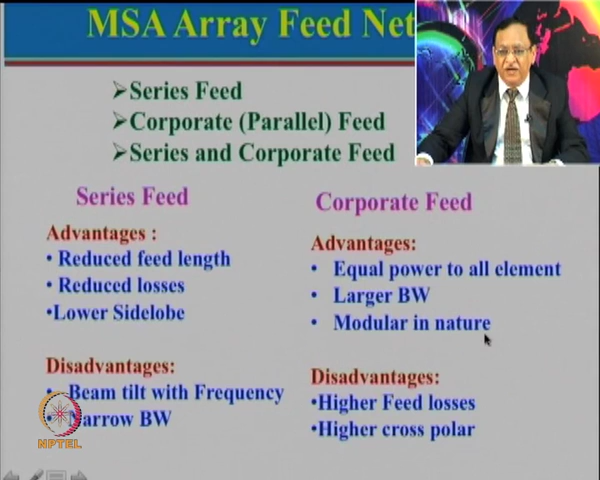 MSA Array Feed Net
➢Series Feed
➢Corporate (Parallel) Feed
➢Series and Corporate Feed
Series Feed
Advantages :
• Reduced feed length
• Reduced losses
•Lower Sidelobe
Disadvantages:
• Beam tilt with Frequency
• Narrow BW
Corporate Feed
Advantages:
• Equal power to all element
• Larger BW
• Modular in nature
Disadvantages:
•Higher Feed losses
•Higher cross polar
NPTEL